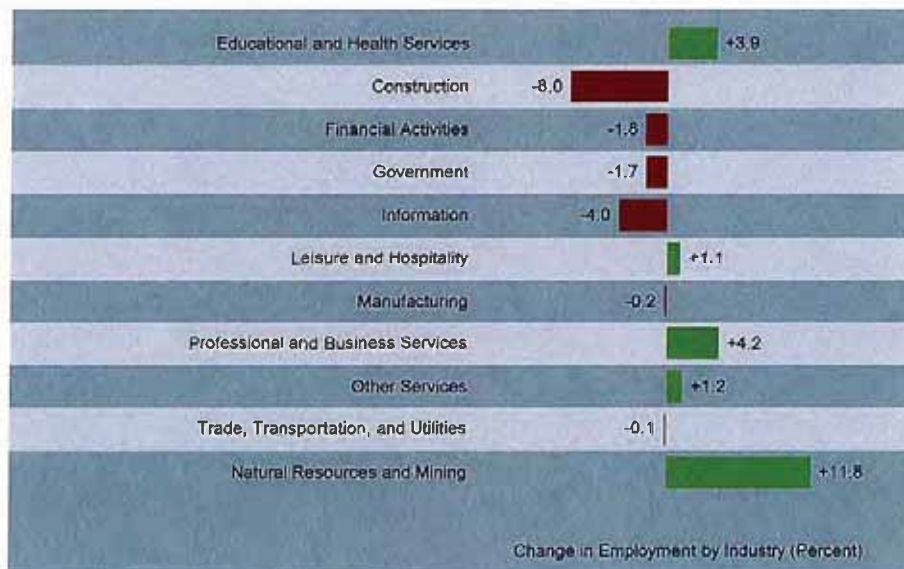 Educational and Health Services +3.9
Construction -8.0
Financial Activities -1.8
Government -1.7
Information -4.0
Leisure and Hospitality +1.1
Manufacturing -0.2
Professional and Business Services +4.2
Other Services +1.2
Trade, Transportation, and Utilities -0.1
Natural Resources and Mining +11.8
Change in Employment by Industry (Percent)